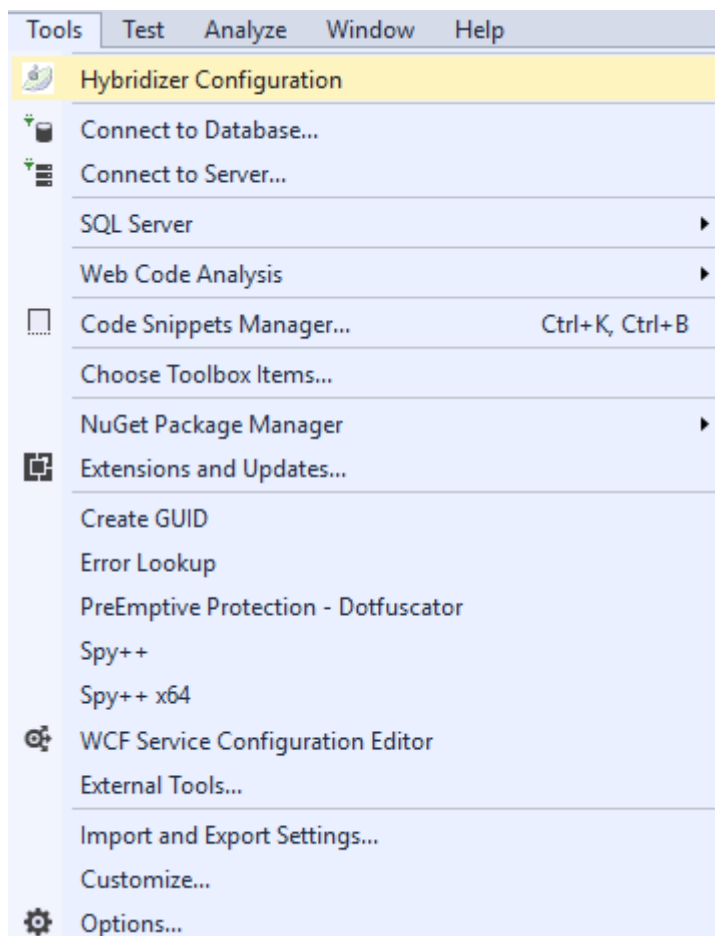 Tools Test Analyze Window Help
Hybridizer Configuration
Connect to Database...
Connect to Server...
SQL Server
Web Code Analysis
Code Snippets Manager... Ctrl+K, Ctrl+B
Choose Toolbox Items...
NuGet Package Manager
Extensions and Updates...
Create GUID
Error Lookup
PreEmptive Protection - Dotfuscator
Spy++
Spy++ x64
WCF Service Configuration Editor
External Tools...
Import and Export Settings...
Customize...
Options...